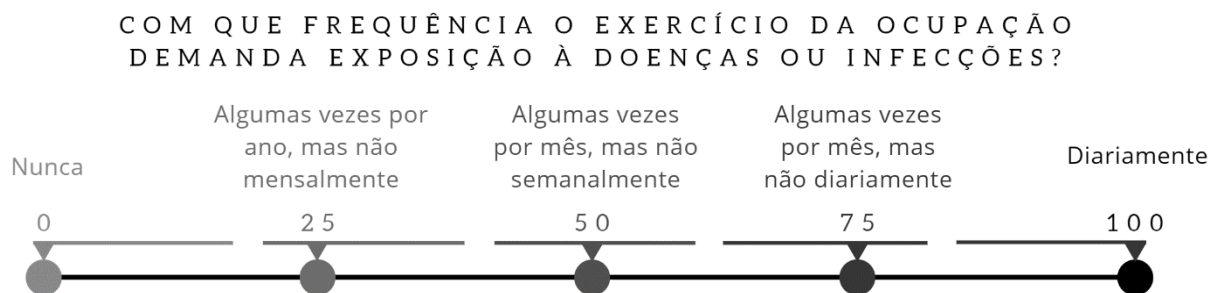 COM QUE FREQUÊNCIA O EXERCÍCIO DA OCUPAÇÃO
DEMANDA EXPOSIÇÃO À DOENÇAS OU INFECÇÕES?
Nunca
Algumas vezes por
ano, mas não
mensalmente
Algumas vezes
por mês, mas não
semanalmente
Algumas vezes
por mês, mas
não diariamente
Diariamente
0
25
50
75
100